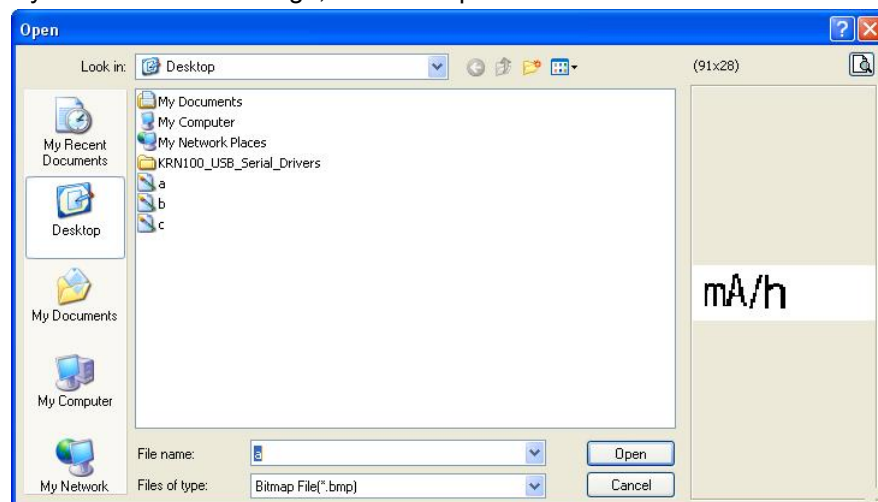 Open
Look in: Desktop
(91x28)
My Recent Documents
Desktop
My Documents
My Computer
My Network
My Documents
My Computer
My Network Places
KRN100_USB_Serial_Drivers
a
b
c
mA/h
File name: a
Open
Files of type: Bitmap File(*.bmp)
Cancel